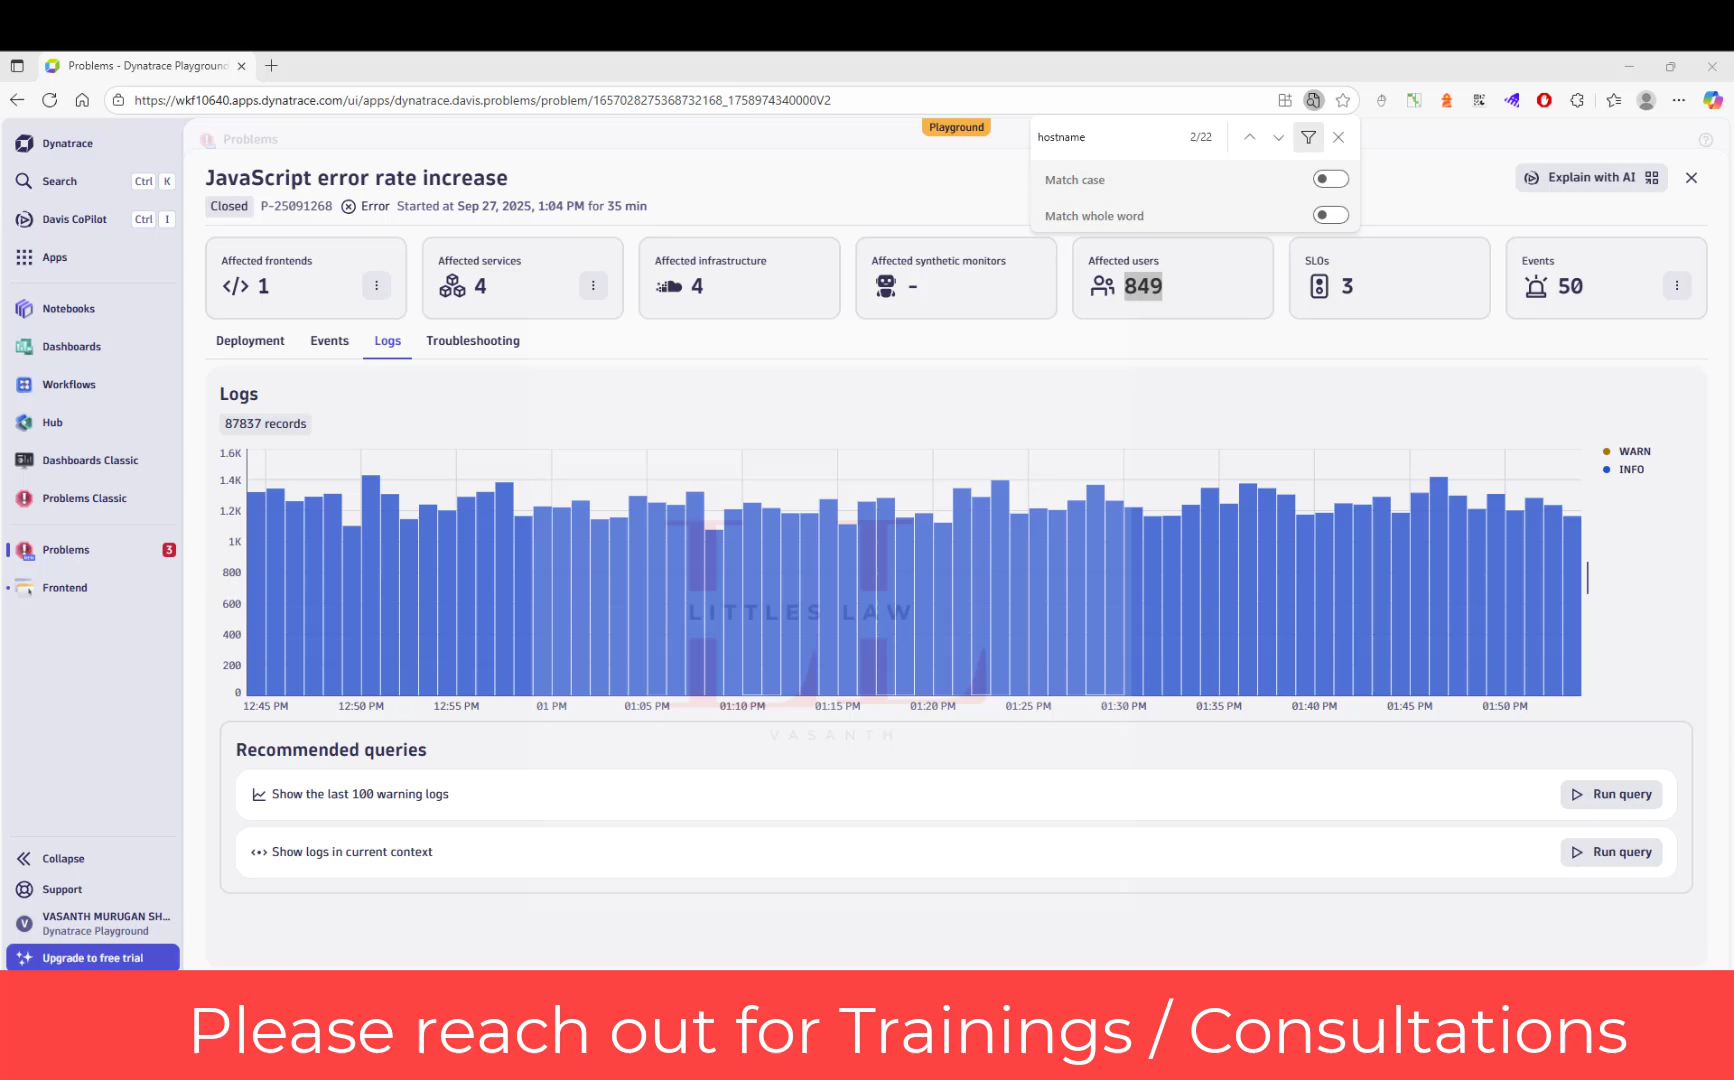 Problems - Dynatrace Playground
https://wkf10640.apps.dynatrace.com/ui/apps/dynatrace.davis.problems/problem/1657028275368732168_1758974340000V2
hostname
2/22
Match case
Match whole word
Dynatrace
Search
Ctrl K
Davis CoPilot
Ctrl I
Apps
Notebooks
Dashboards
Workflows
Hub
Dashboards Classic
Problems Classic
Problems
3
Frontend
Collapse
Support
V
VASANTH MURUGAN SH...
Dynatrace Playground
Upgrade to free trial
Problems
Playground
JavaScript error rate increase
Explain with AI
Closed P-25091268 Error Started at Sep 27, 2025, 1:04 PM for 35 min
Affected frontends
1
Affected services
4
Affected infrastructure
4
Affected synthetic monitors
-
Affected users
849
SLOs
3
Events
50
Deployment Events Logs Troubleshooting
Logs
87837 records
1.6K
1.4K
1.2K
1K
800
600
400
200
0
12:45 PM 12:50 PM 12:55 PM 01 PM 01:05 PM 01:10 PM 01:15 PM 01:20 PM 01:25 PM 01:30 PM 01:35 PM 01:40 PM 01:45 PM 01:50 PM
WARN
INFO
LITTLES LAW
VASANTH
Recommended queries
Show the last 100 warning logs
Run query
Show logs in current context
Run query
Please reach out for Trainings / Consultations